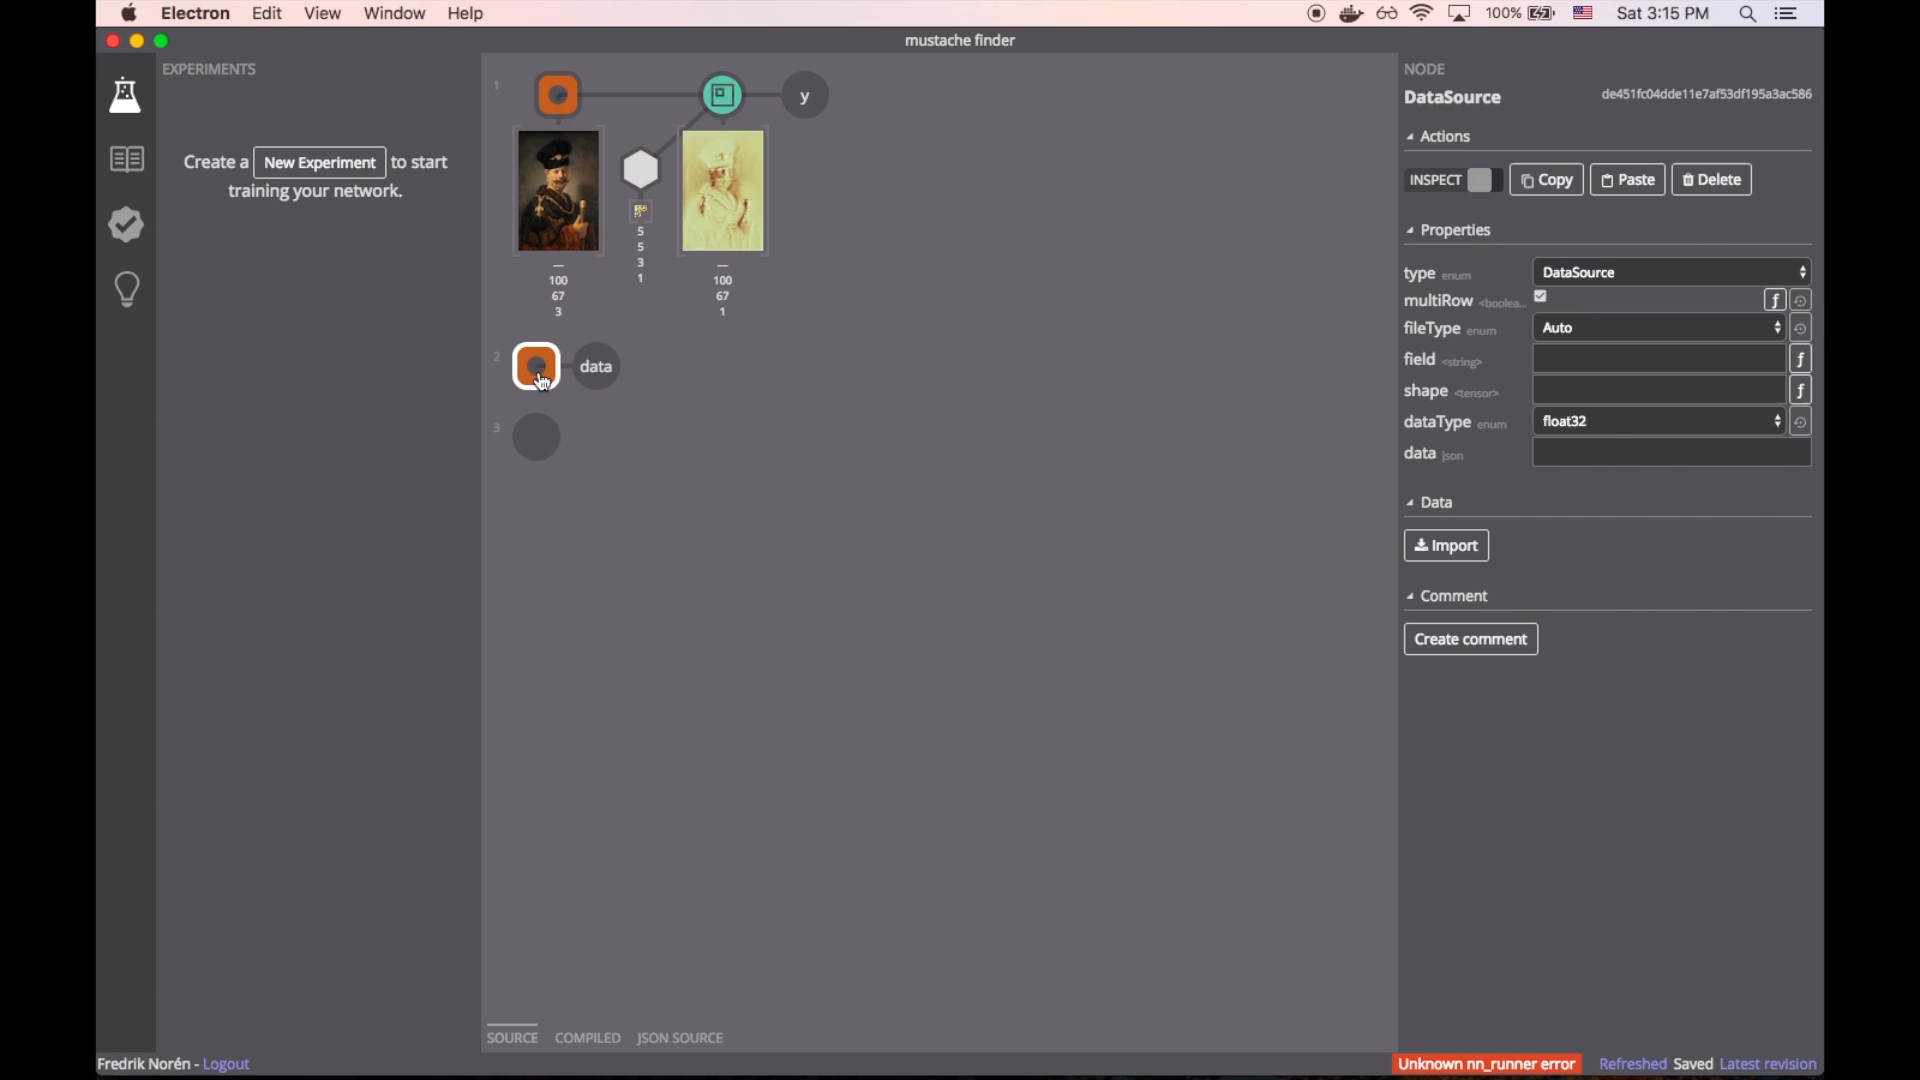 Electron Edit View Window Help
100% Sat 3:15 PM
mustache finder
EXPERIMENTS
Create a New Experiment to start
training your network.
1
y
5
5
3
1
—
100
67
3
—
100
67
1
2
data
3
SOURCE COMPILED JSON SOURCE
NODE
DataSource de451fc04dde11e7af53df195a3ac586
Actions
INSPECT Copy Paste Delete
Properties
type enum DataSource
multiRow <boolea... f
fileType enum Auto
field <string> f
shape <tensor> f
dataType enum float32
data json
Data
Import
Comment
Create comment
Fredrik Norén - Logout
Unknown nn_runner error Refreshed Saved Latest revision